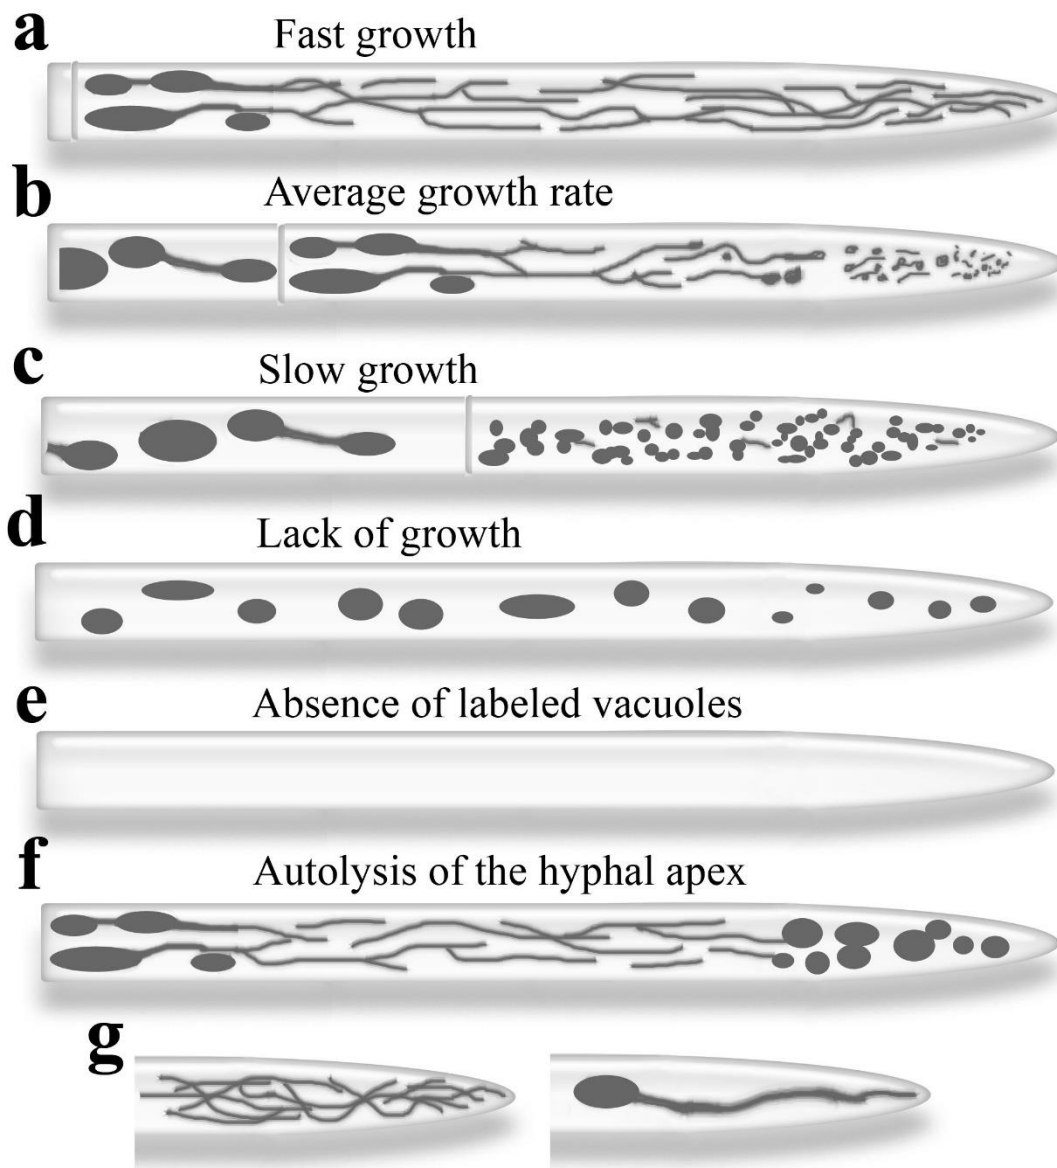 a
Fast growth
b
Average growth rate
c
Slow growth
d
Lack of growth
e
Absence of labeled vacuoles
f
Autolysis of the hyphal apex
g